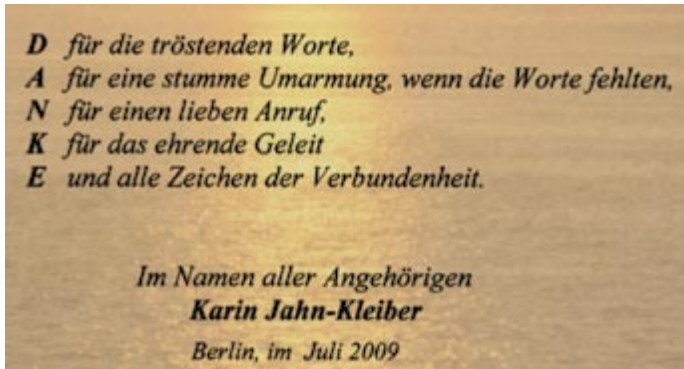 D für die tröstenden Worte,
A für eine stumme Umarmung, wenn die Worte fehlten,
N für einen lieben Anruf,
K für das ehrende Geleit
E und alle Zeichen der Verbundenheit.
Im Namen aller Angehörigen
Karin Jahn-Kleiber
Berlin, im Juli 2009